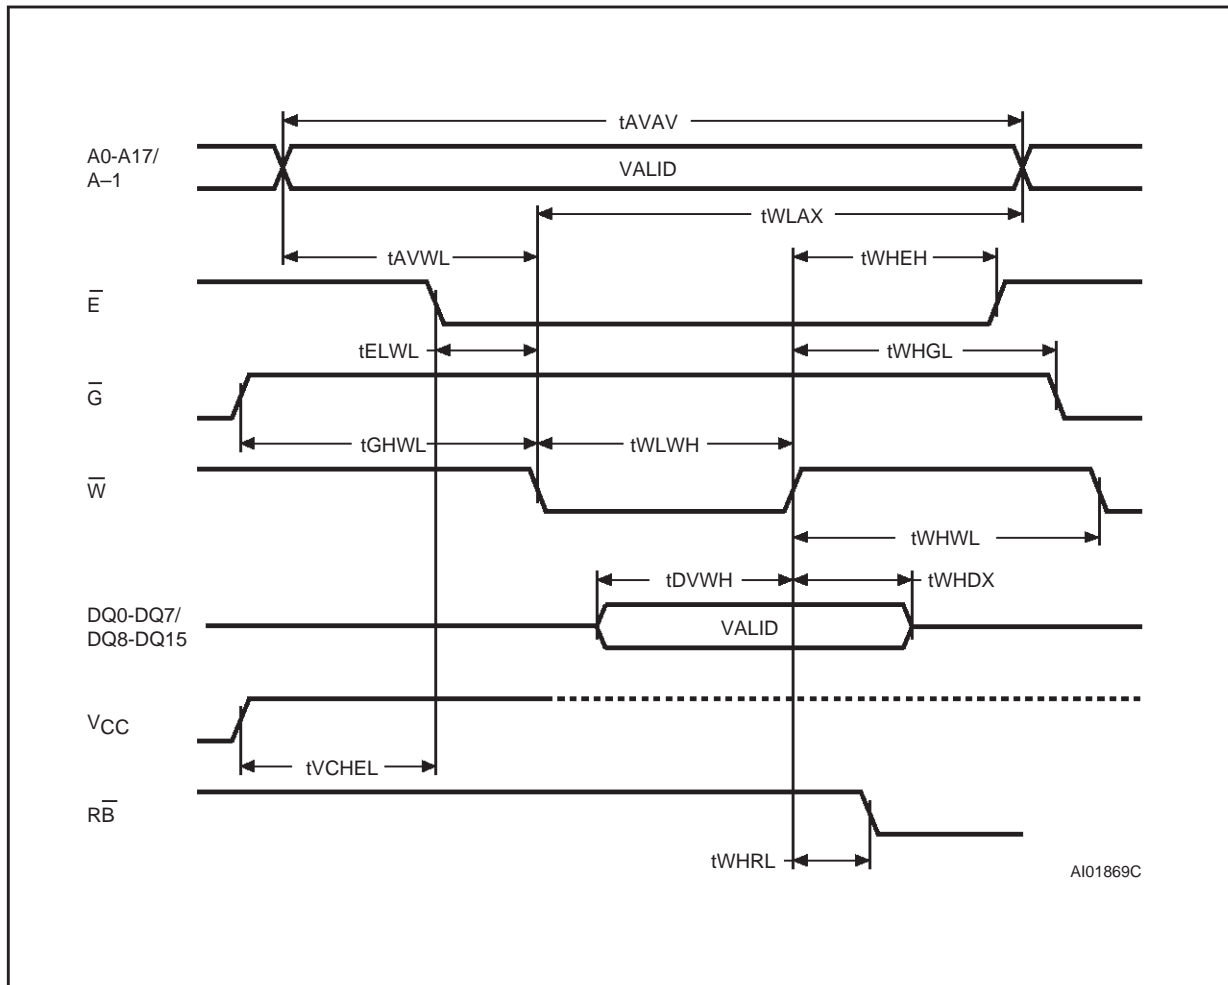 tAVAV
A0-A17/
A–1
VALID
tWLAX
tAVWL
tWHEH
E̅
tELWL
tWHGL
G̅
tGHWL
tWLWH
W̅
tWHWL
tDVWH
tWHDX
DQ0-DQ7/
DQ8-DQ15
VALID
VCC
tVCHEL
RB̅
tWHRL
AI01869C